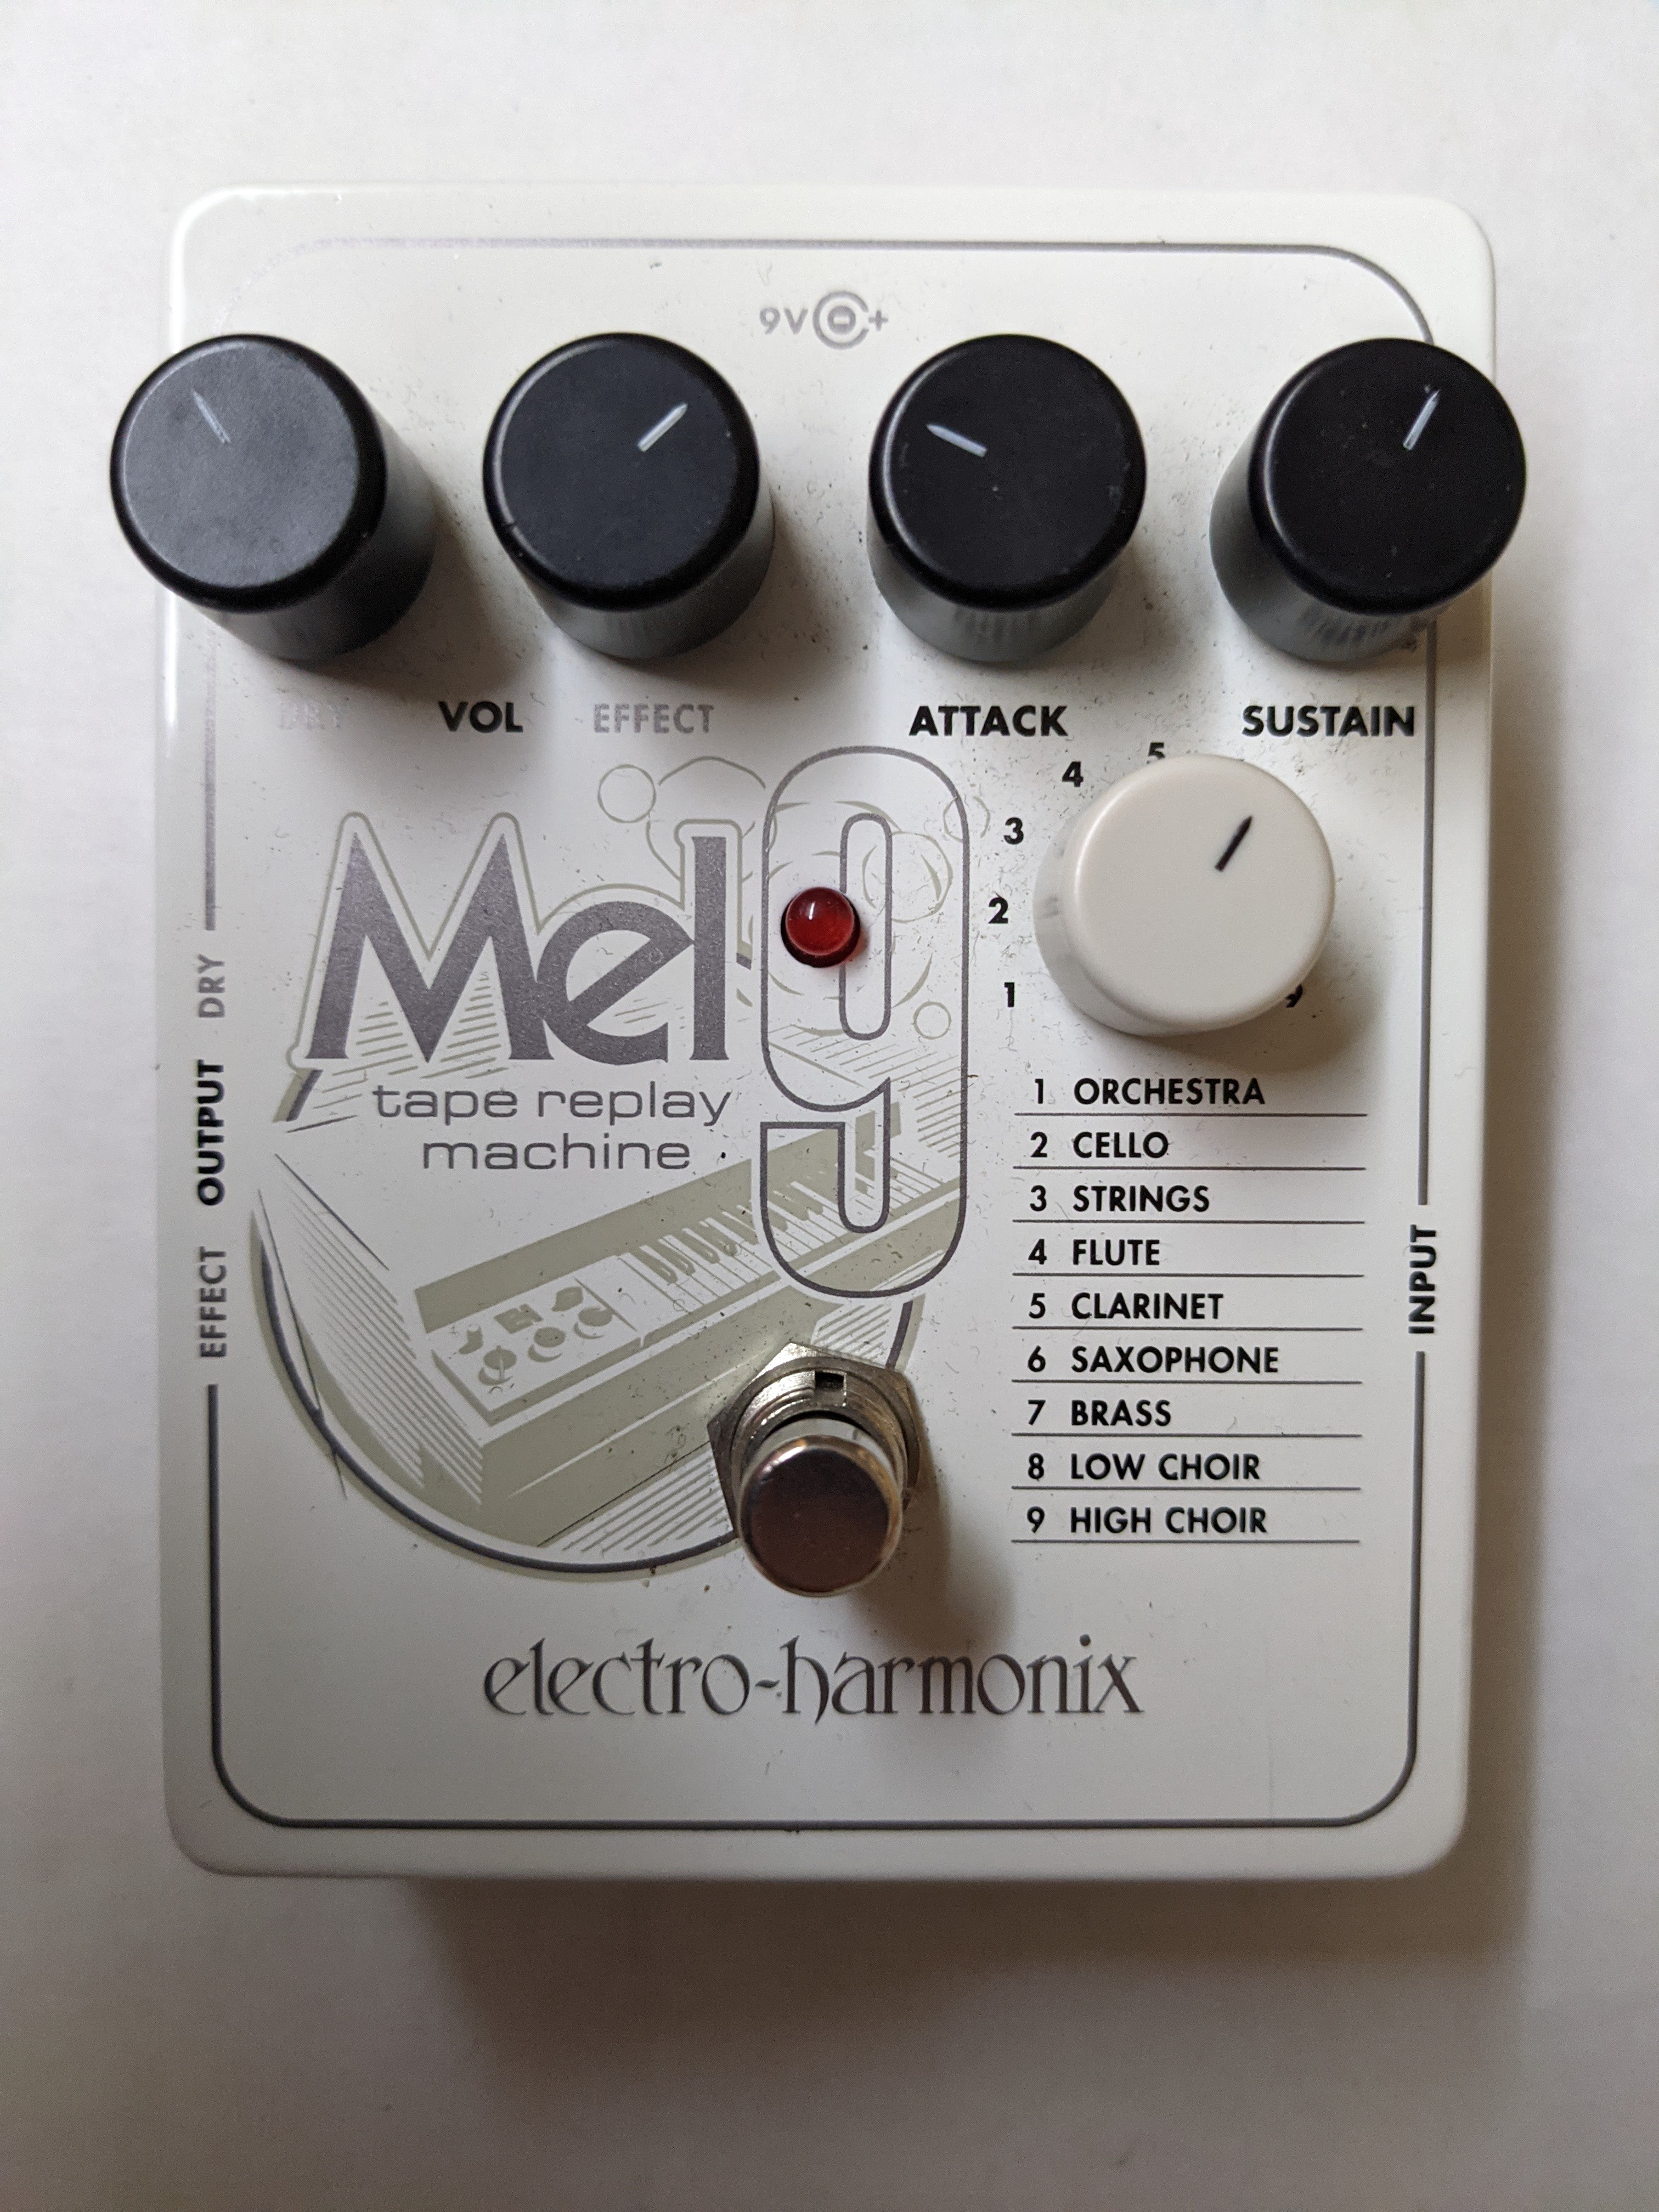 9V
DRY VOL EFFECT ATTACK SUSTAIN
5
4
3
2
1
9
Mel9
tape replay
machine
EFFECT OUTPUT DRY
INPUT
1 ORCHESTRA
2 CELLO
3 STRINGS
4 FLUTE
5 CLARINET
6 SAXOPHONE
7 BRASS
8 LOW CHOIR
9 HIGH CHOIR
electro-harmonix